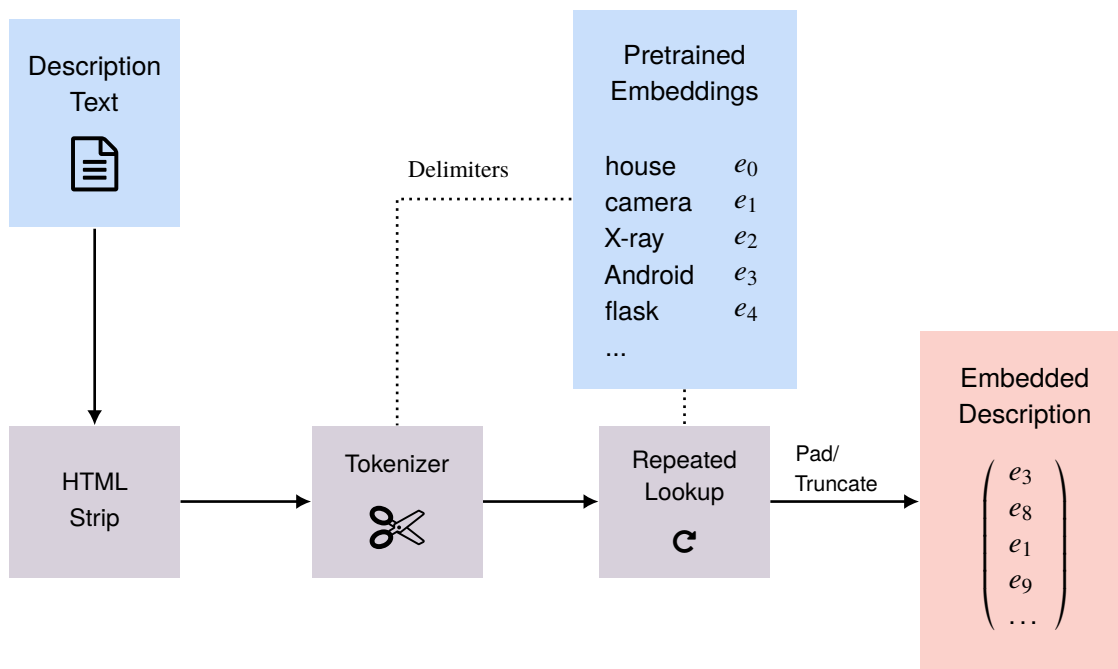 Description
Text
Pretrained
Embeddings
Delimiters
house e₀
camera e₁
X-ray e₂
Android e₃
flask e₄
...
HTML
Strip
Tokenizer
Repeated
Lookup
Pad/
Truncate
Embedded
Description
e₃
e₈
e₁
e₉
...